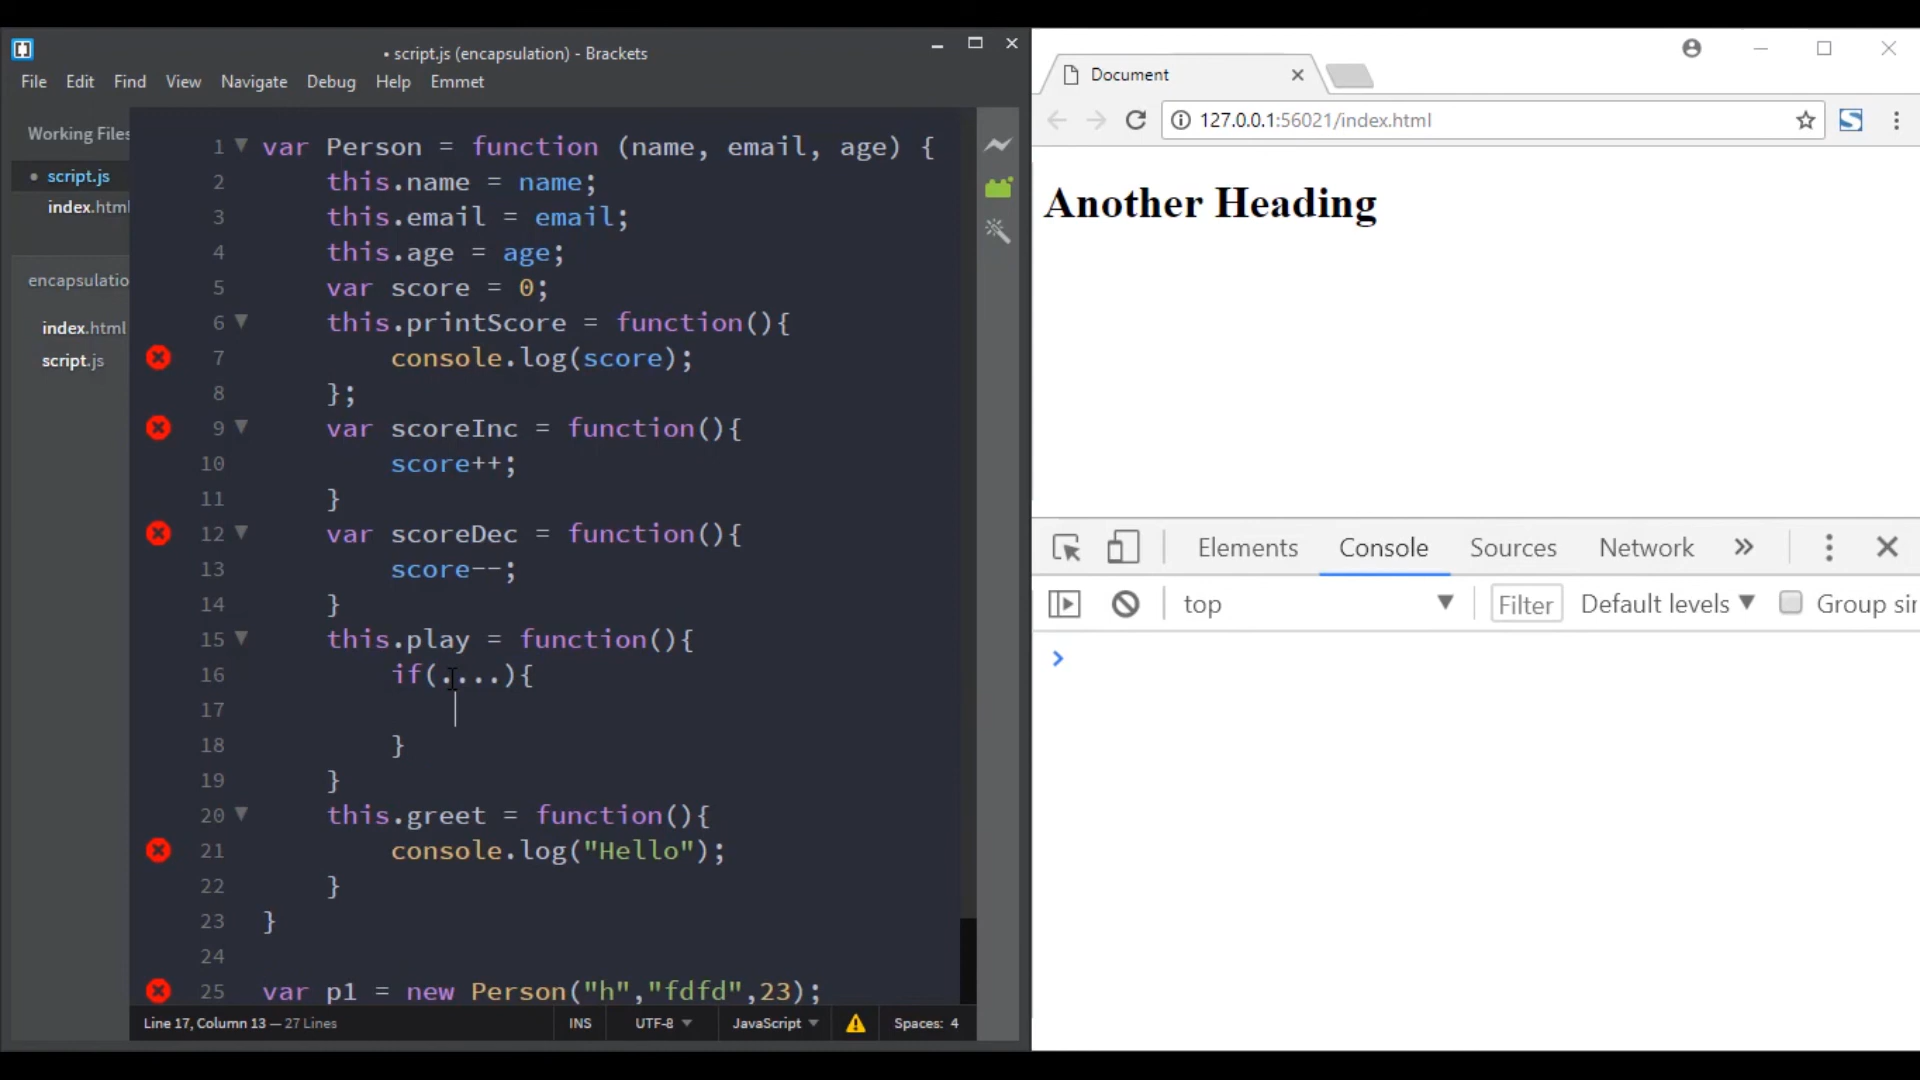 • script.js (encapsulation) - Brackets
File Edit Find View Navigate Debug Help Emmet
Working Files
• script.js
index.html
encapsulatio
index.html
script.js
1 var Person = function (name, email, age) {
2 this.name = name;
3 this.email = email;
4 this.age = age;
5 var score = 0;
6 this.printScore = function(){
7 console.log(score);
8 };
9 var scoreInc = function(){
10 score++;
11 }
12 var scoreDec = function(){
13 score--;
14 }
15 this.play = function(){
16 if(....){
17
18 }
19 }
20 this.greet = function(){
21 console.log("Hello");
22 }
23 }
24
25 var p1 = new Person("h","fdfd",23);
Line 17, Column 13 — 27 Lines
INS UTF-8 JavaScript Spaces: 4
Document
127.0.0.1:56021/index.html
Another Heading
Elements Console Sources Network »
top Filter Default levels Group sir